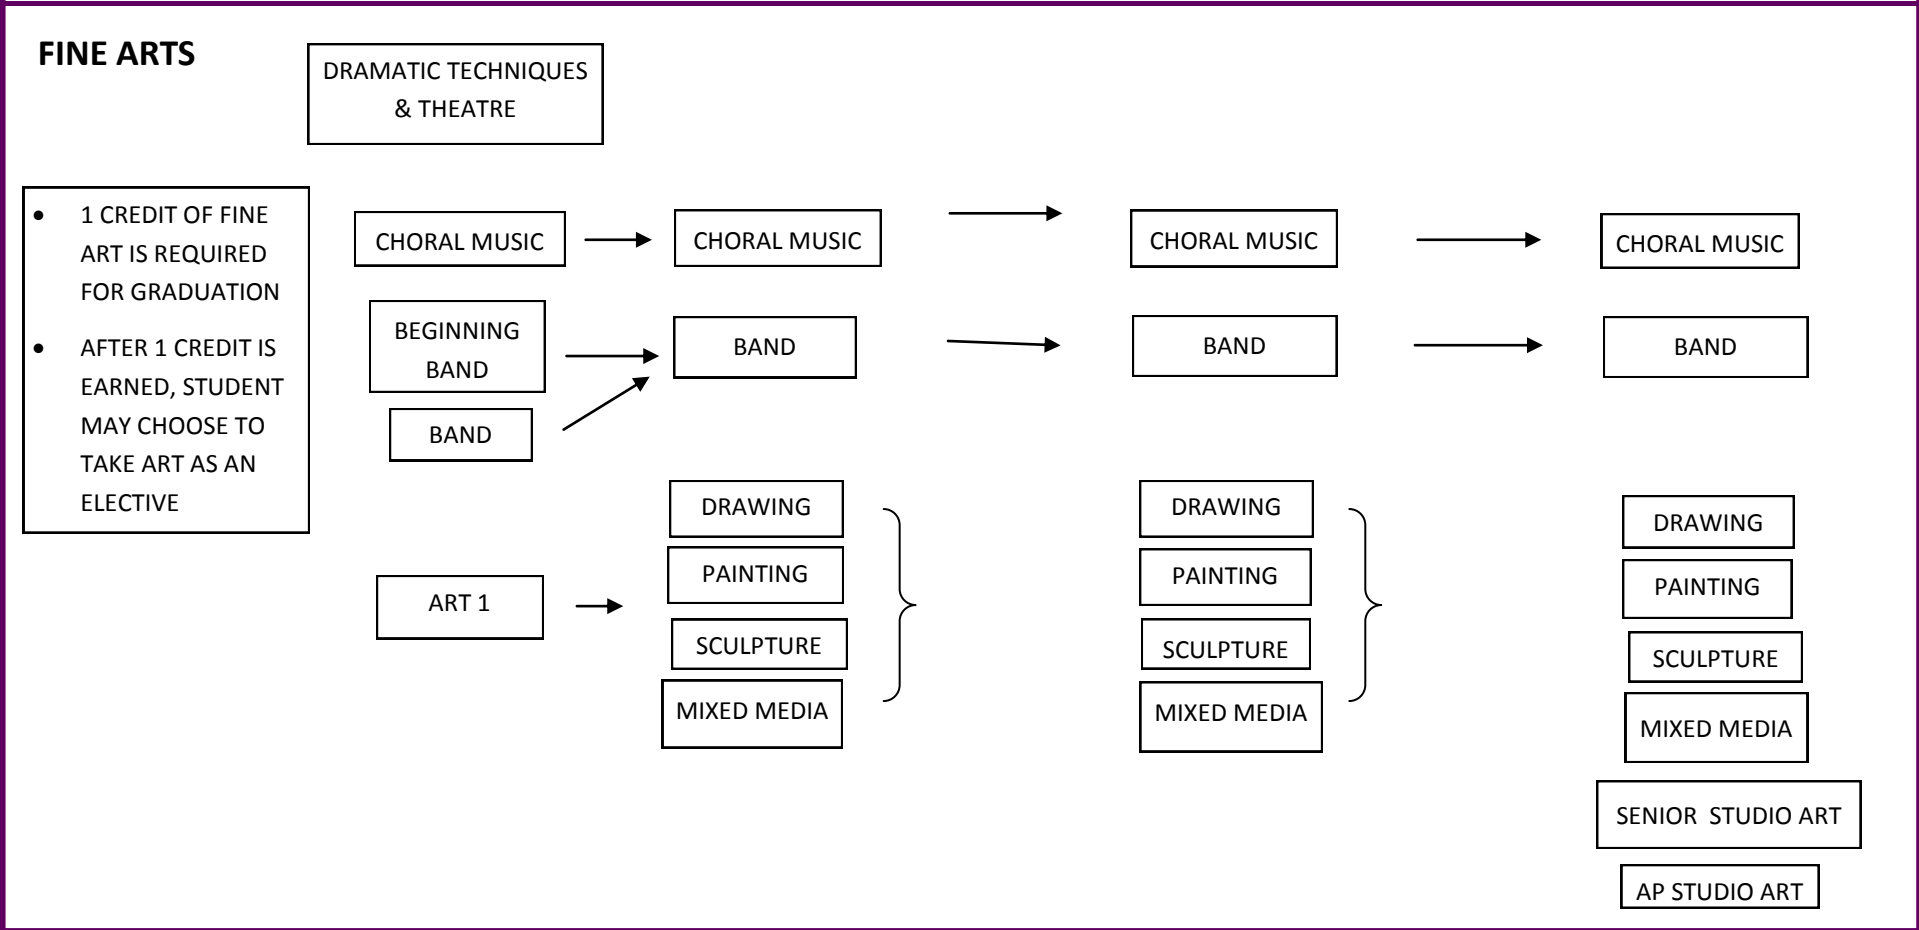 FINE ARTS
DRAMATIC TECHNIQUES
& THEATRE
• 1 CREDIT OF FINE
ART IS REQUIRED
FOR GRADUATION
• AFTER 1 CREDIT IS
EARNED, STUDENT
MAY CHOOSE TO
TAKE ART AS AN
ELECTIVE
CHORAL MUSIC
CHORAL MUSIC
CHORAL MUSIC
CHORAL MUSIC
BEGINNING
BAND
BAND
BAND
BAND
BAND
ART 1
DRAWING
PAINTING
SCULPTURE
MIXED MEDIA
DRAWING
PAINTING
SCULPTURE
MIXED MEDIA
DRAWING
PAINTING
SCULPTURE
MIXED MEDIA
SENIOR  STUDIO ART
AP STUDIO ART